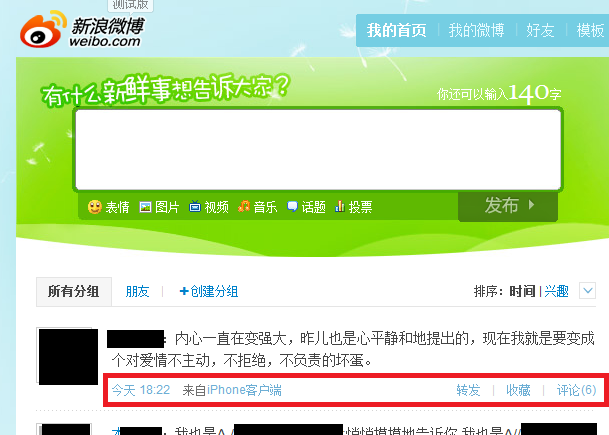 测试版
新浪微博
weibo.com
我的首页 我的微博 好友 模板
有什么新鲜事想告诉大家?
你还可以输入140字
表情 图片 视频 音乐 话题 投票
发布
所有分组 朋友 +创建分组
排序：时间 | 兴趣
：内心一直在变强大，昨儿也是心平静和地提出的，现在我就是要变成
个对爱情不主动，不拒绝，不负责的坏蛋。
今天 18:22 来自iPhone客户端
转发 | 收藏 | 评论(6)
：我也是A // 悄悄摸摸地告诉你 我也是A//